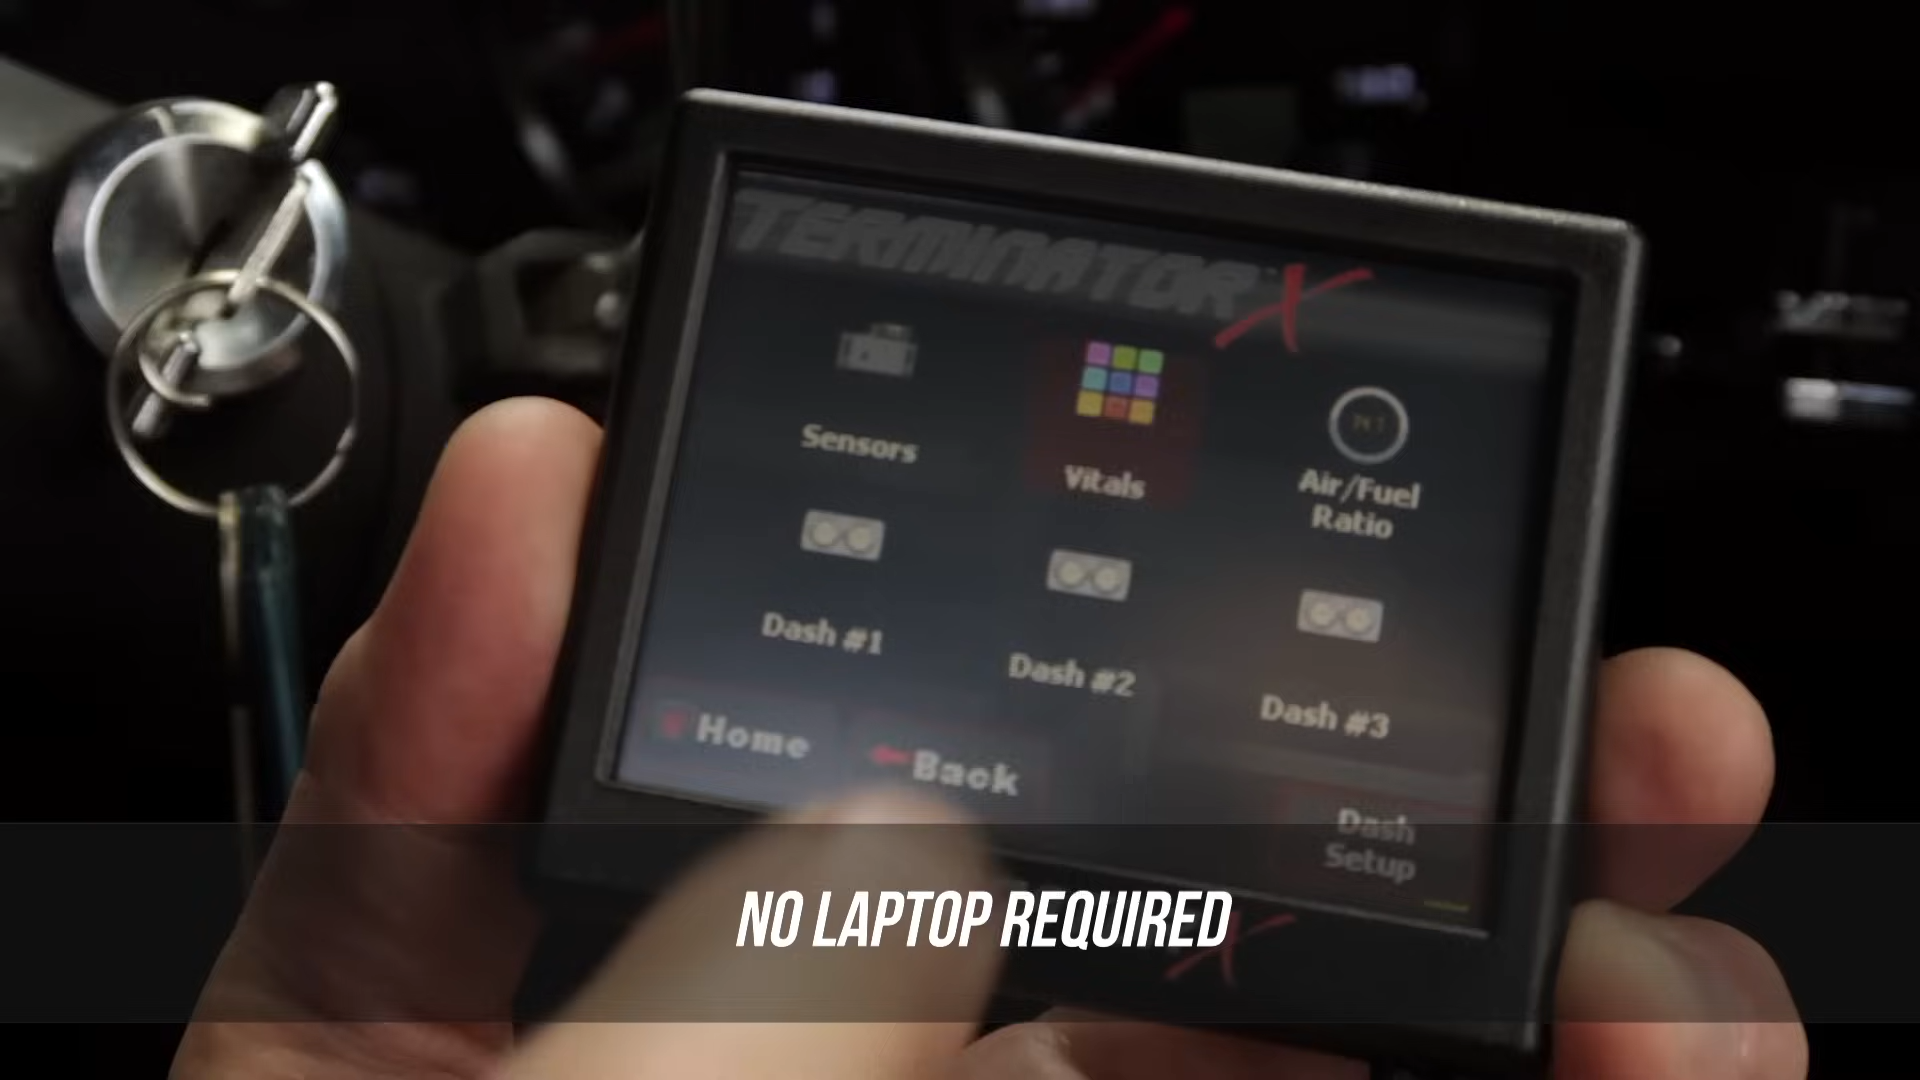 TERMINATOR X
Sensors
Vitals
Air/Fuel
Ratio
Dash #1
Dash #2
Dash #3
Home
Back
Dash
Setup
NO LAPTOP REQUIRED
X